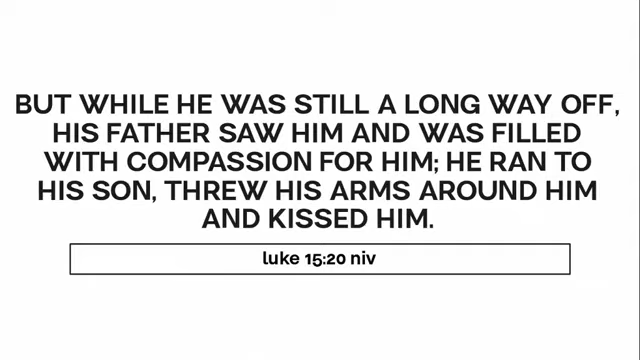 BUT WHILE HE WAS STILL A LONG WAY OFF,
HIS FATHER SAW HIM AND WAS FILLED
WITH COMPASSION FOR HIM; HE RAN TO
HIS SON, THREW HIS ARMS AROUND HIM
AND KISSED HIM.
luke 15:20 niv